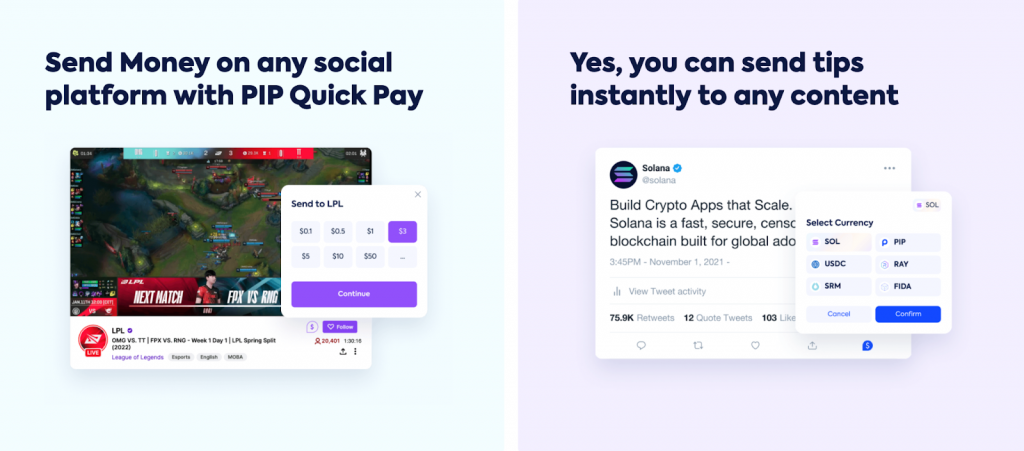 Send Money on any social
platform with PIP Quick Pay
LPL
NEXT MATCH
FPX VS RNG
VS
Send to LPL
$0.1
$0.5
$1
$3
$5
$10
$50
...
Continue
LPL
LIVE
Follow
OMG VS. TT | FPX VS. RNG - Week 1 Day 1 | LPL Spring Split
(2022)
20,401
1:30:16
League of Legends
Esports
English
MOBA
Yes, you can send tips
instantly to any content
Solana
@solana
Build Crypto Apps that Scale.
Solana is a fast, secure, censo
blockchain built for global ado
3:45PM - November 1, 2021 -
View Tweet activity
75.9K Retweets 12 Quote Tweets 103 Like
SOL
Select Currency
SOL
PIP
USDC
RAY
SRM
FIDA
Cancel
Confirm